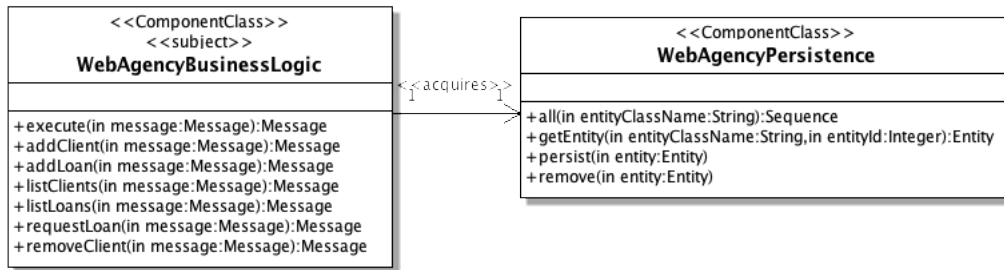 <<ComponentClass>>
<<subject>>
WebAgencyBusinessLogic
+execute(in message:Message):Message
+addClient(in message:Message):Message
+addLoan(in message:Message):Message
+listClients(in message:Message):Message
+listLoans(in message:Message):Message
+requestLoan(in message:Message):Message
+removeClient(in message:Message):Message
<<acquires>>
1 1
<<ComponentClass>>
WebAgencyPersistence
+all(in entityClassName:String):Sequence
+getEntity(in entityClassName:String,in entityId:Integer):Entity
+persist(in entity:Entity)
+remove(in entity:Entity)